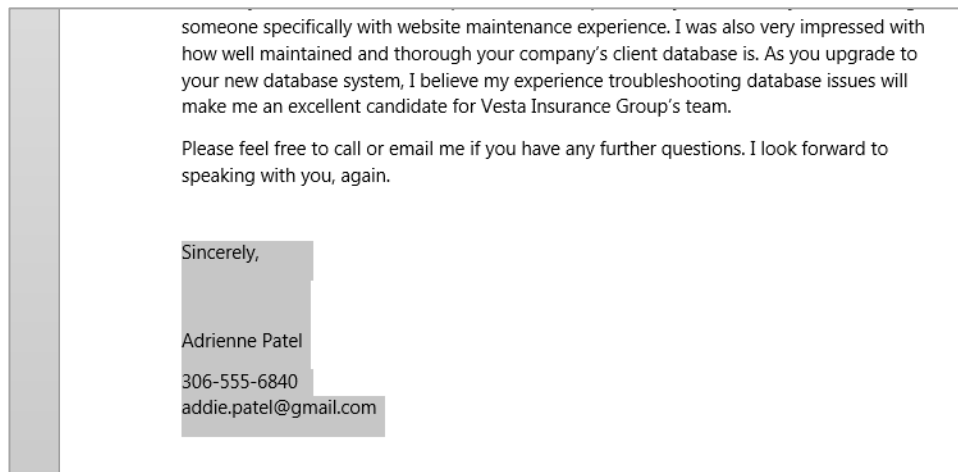 someone specifically with website maintenance experience. I was also very impressed with
how well maintained and thorough your company's client database is. As you upgrade to
your new database system, I believe my experience troubleshooting database issues will
make me an excellent candidate for Vesta Insurance Group's team.
Please feel free to call or email me if you have any further questions. I look forward to
speaking with you, again.
Sincerely,
Adrienne Patel
306-555-6840
addie.patel@gmail.com